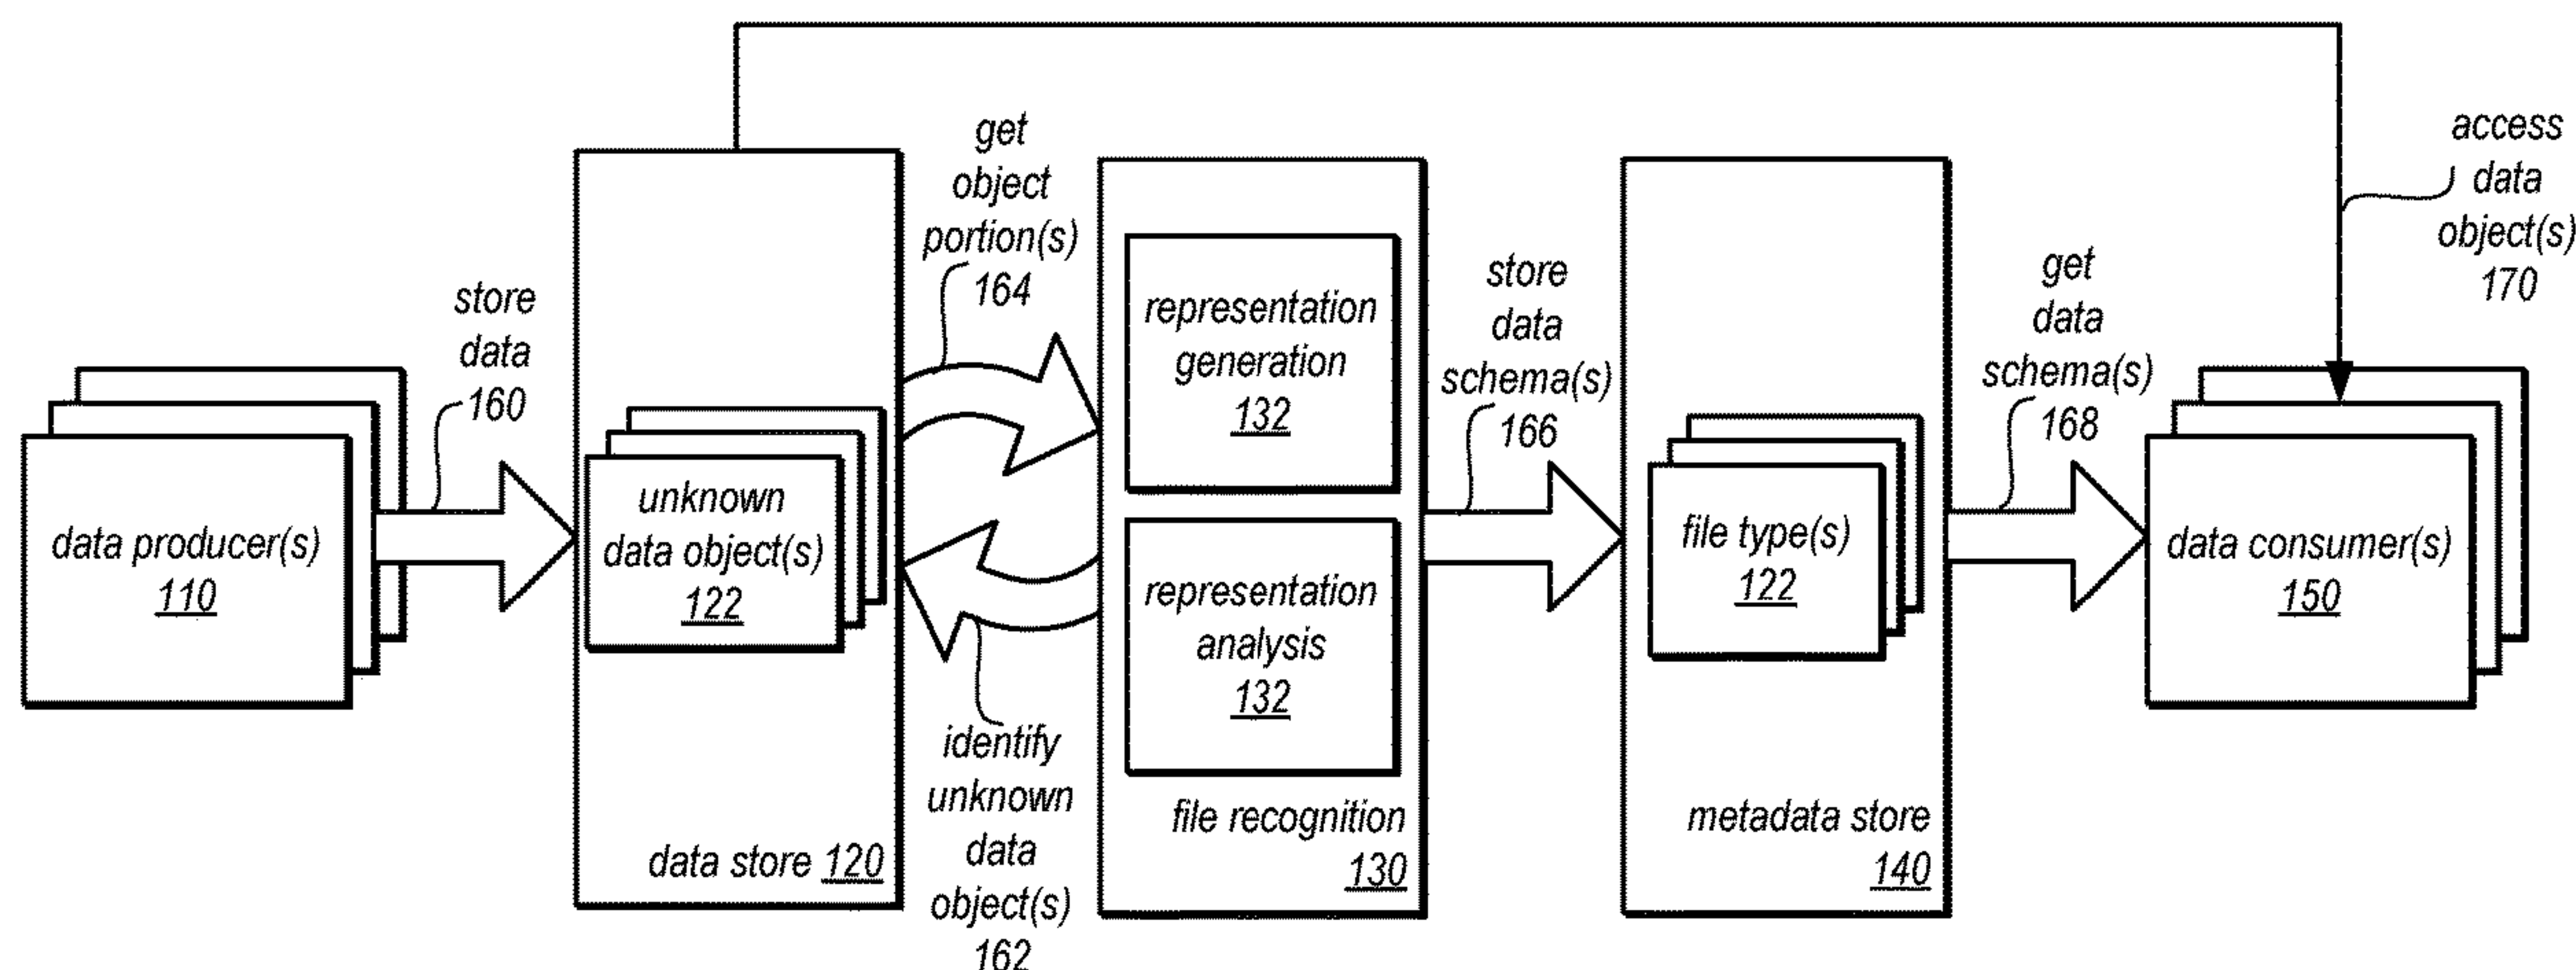 data producer(s)
110
store
data
160
unknown
data object(s)
122
data store 120
get
object
portion(s)
164
identify
unknown
data
object(s)
162
representation
generation
132
representation
analysis
132
file recognition
130
store
data
schema(s)
166
file type(s)
122
metadata store
140
get
data
schema(s)
168
access
data
object(s)
170
data consumer(s)
150